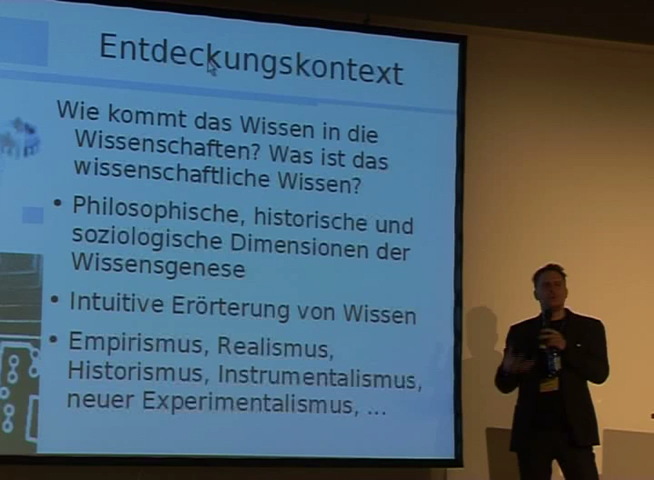 Entdeckungskontext
Wie kommt das Wissen in die
Wissenschaften? Was ist das
wissenschaftliche Wissen?
• Philosophische, historische und
soziologische Dimensionen der
Wissensgenese
• Intuitive Erörterung von Wissen
• Empirismus, Realismus,
Historismus, Instrumentalismus,
neuer Experimentalismus, ...